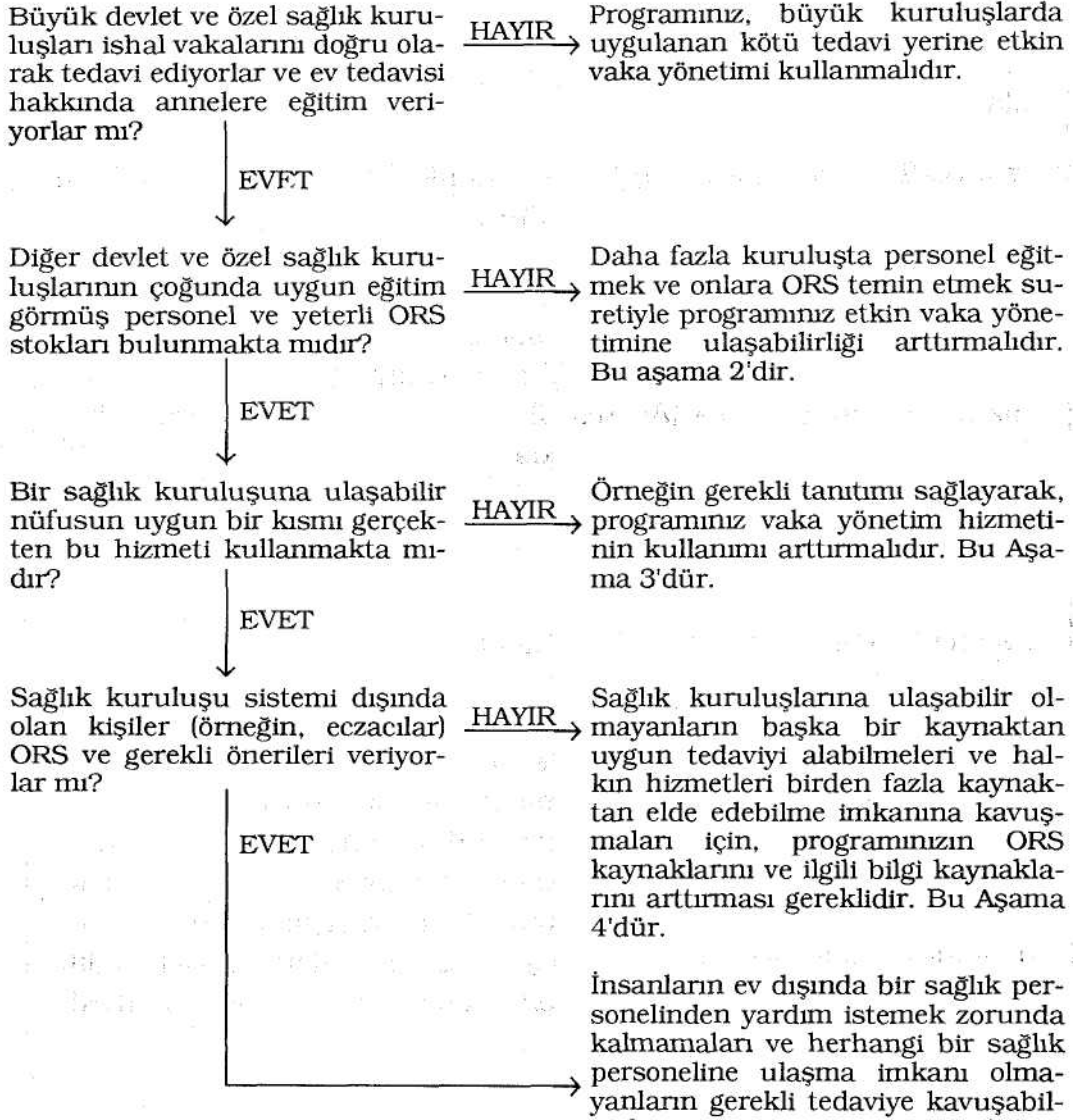 Büyük devlet ve özel sağlık kuru-
luşları ishal vakalarını doğru ola-
rak tedavi ediyorlar ve ev tedavisi
hakkında annelere eğitim veri-
yorlar mı?
HAYIR
Programınız, büyük kuruluşlarda
uygulanan kötü tedavi yerine etkin
vaka yönetimi kullanmalıdır.
EVET
Diğer devlet ve özel sağlık kuru-
luşlarının çoğunda uygun eğitim
görmüş personel ve yeterli ORS
stokları bulunmakta mıdır?
HAYIR
Daha fazla kuruluşta personel eğit-
mek ve onlara ORS temin etmek su-
retiyle programınız etkin vaka yöne-
timine ulaşabilirliği arttırmalıdır.
Bu aşama 2'dir.
EVET
Bir sağlık kuruluşuna ulaşabilir
nüfusun uygun bir kısmı gerçek-
ten bu hizmeti kullanmakta mı-
dır?
HAYIR
Örneğin gerekli tanıtımı sağlayarak,
programınız vaka yönetim hizmeti-
nin kullanımı arttırmalıdır. Bu Aşa-
ma 3'dür.
EVET
Sağlık kuruluşu sistemi dışında
olan kişiler (örneğin, eczacılar)
ORS ve gerekli önerileri veriyor-
lar mı?
HAYIR
Sağlık kuruluşlarına ulaşabilir ol-
mayanların başka bir kaynaktan
uygun tedaviyi alabilmeleri ve hal-
kın hizmetleri birden fazla kaynak-
tan elde edebilme imkanına kavuş-
maları için, programınızın ORS
kaynaklarını ve ilgili bilgi kaynakla-
rını arttırması gereklidir. Bu Aşama
4'dür.
EVET
İnsanların ev dışında bir sağlık per-
sonelinden yardım istemek zorunda
kalmamaları ve herhangi bir sağlık
personeline ulaşma imkanı olma-
yanların gerekli tedaviye kavuşabil-